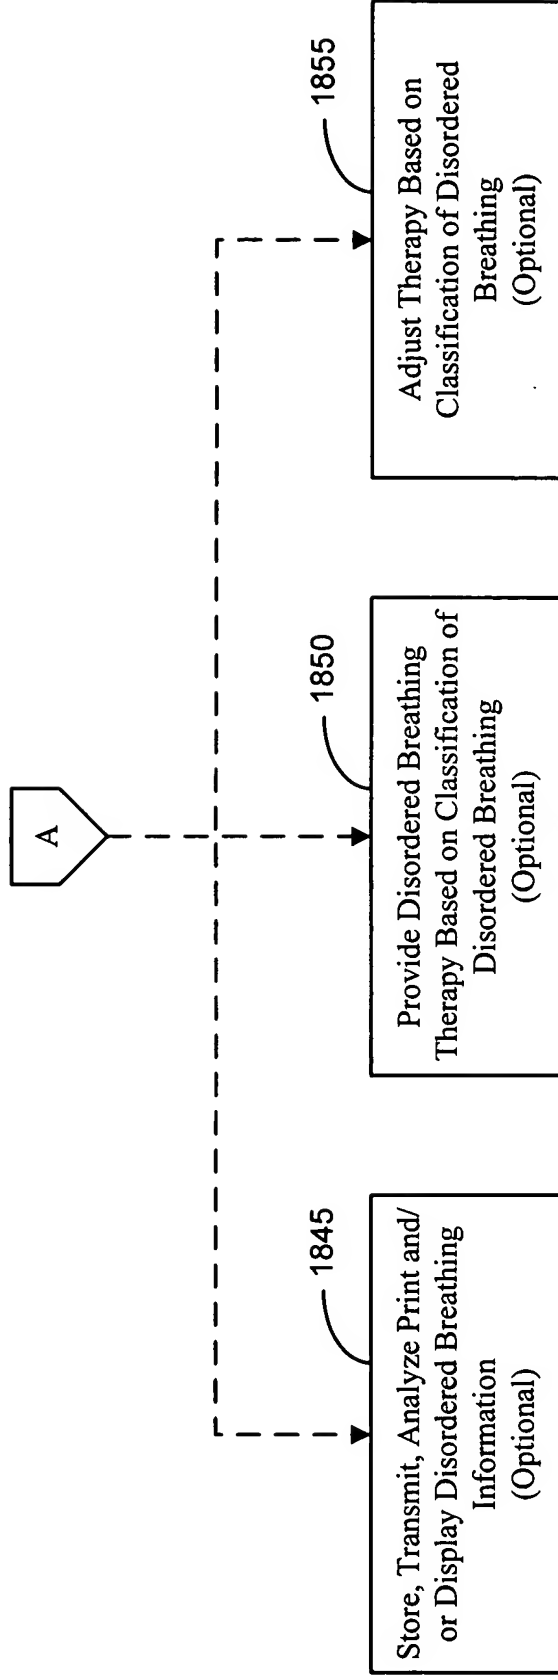 A
1845
Store, Transmit, Analyze Print and/
or Display Disordered Breathing
Information
(Optional)
1850
Provide Disordered Breathing
Therapy Based on Classification of
Disordered Breathing
(Optional)
1855
Adjust Therapy Based on
Classification of Disordered
Breathing
(Optional)